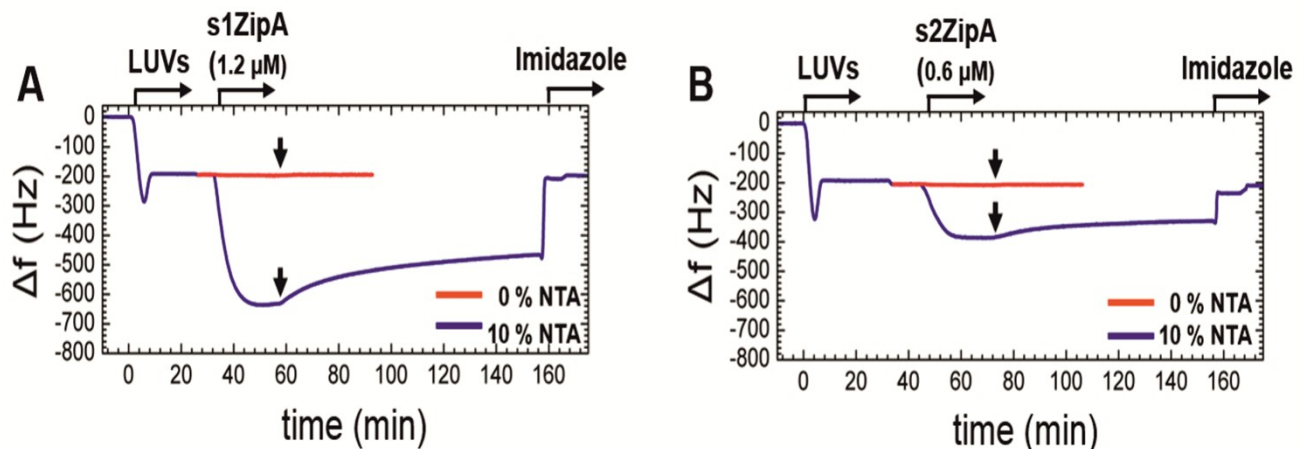 A
LUVs
s1ZipA
(1.2 µM)
Imidazole
0
-100
-200
-300
-400
-500
-600
-700
-800
Δf (Hz)
0 % NTA
10 % NTA
0 20 40 60 80 100 120 140 160
time (min)
B
LUVs
s2ZipA
(0.6 µM)
Imidazole
0
-100
-200
-300
-400
-500
-600
-700
-800
Δf (Hz)
0 % NTA
10 % NTA
0 20 40 60 80 100 120 140 160
time (min)